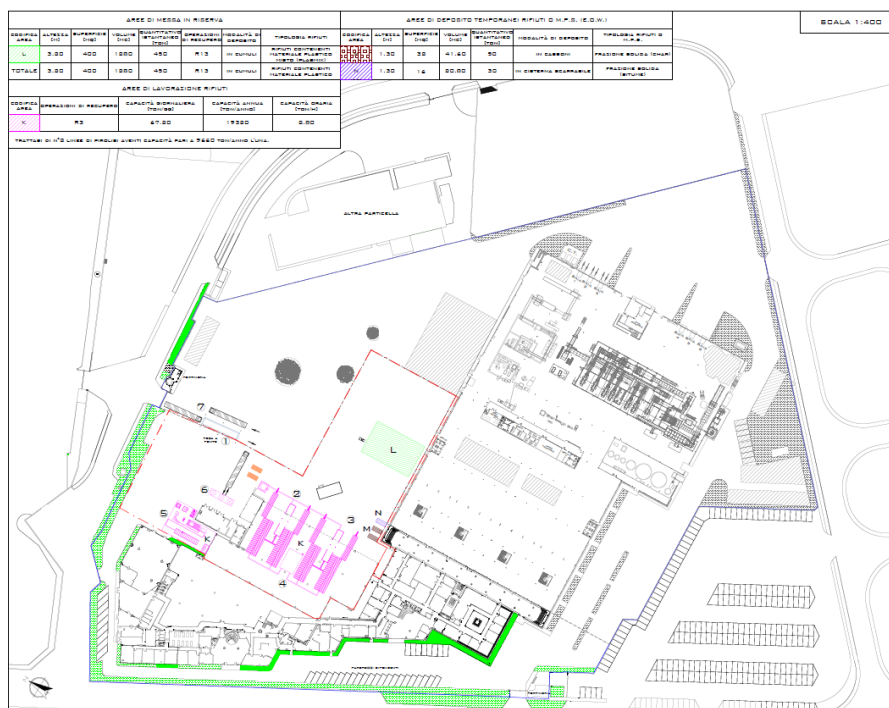 AREE DI MESSA IN RISERVA
CODIFICA AREA ALTEZZA [M] SUPERFICIE [MQ] VOLUME [MC] QUANTITATIVO ISTANTANEO [TON] OPERAZIONI DI RECUPERO MODALITÀ DI DEPOSITO TIPOLOGIA RIFIUTI
L 3.20 400 1280 450 R13 IN CUMULI RIFIUTI CONTENENTI MATERIALE PLASTICO MISTO (PLASMIX)
TOTALE 3.20 400 1280 450 R13 IN CUMULI RIFIUTI CONTENENTI MATERIALE PLASTICO
AREE DI LAVORAZIONE RIFIUTI
CODIFICA AREA OPERAZIONI DI RECUPERO CAPACITÀ GIORNALIERA [TON/GG] CAPACITÀ ANNUA [TON/ANNO] CAPACITÀ ORARIA [TON/H]
K R3 67.20 19320 2.80
TRATTASI DI N°2 LINEE DI PIROLISI AVENTI CAPACITÀ PARI A 9660 TON/ANNO L'UNA.
AREE DI DEPOSITO TEMPORANEI RIFIUTI O M.P.S. (E.O.W.)
CODIFICA AREA ALTEZZA [M] SUPERFICIE [MQ] VOLUME [MC] QUANTITATIVO ISTANTANEO [TON] MODALITÀ DI DEPOSITO TIPOLOGIA RIFIUTI O M.P.S.
1.30 32 41.60 50 IN CASSONI FRAZIONE SOLIDA (CHAR)
N 1.30 16 20.80 30 IN CISTERNA SCARRABILE FRAZIONE SOLIDA (BITUME)
SCALA 1:400
ALTRA PARTICELLA
7
1
L
2
6
3
N
5
M
K
K
4